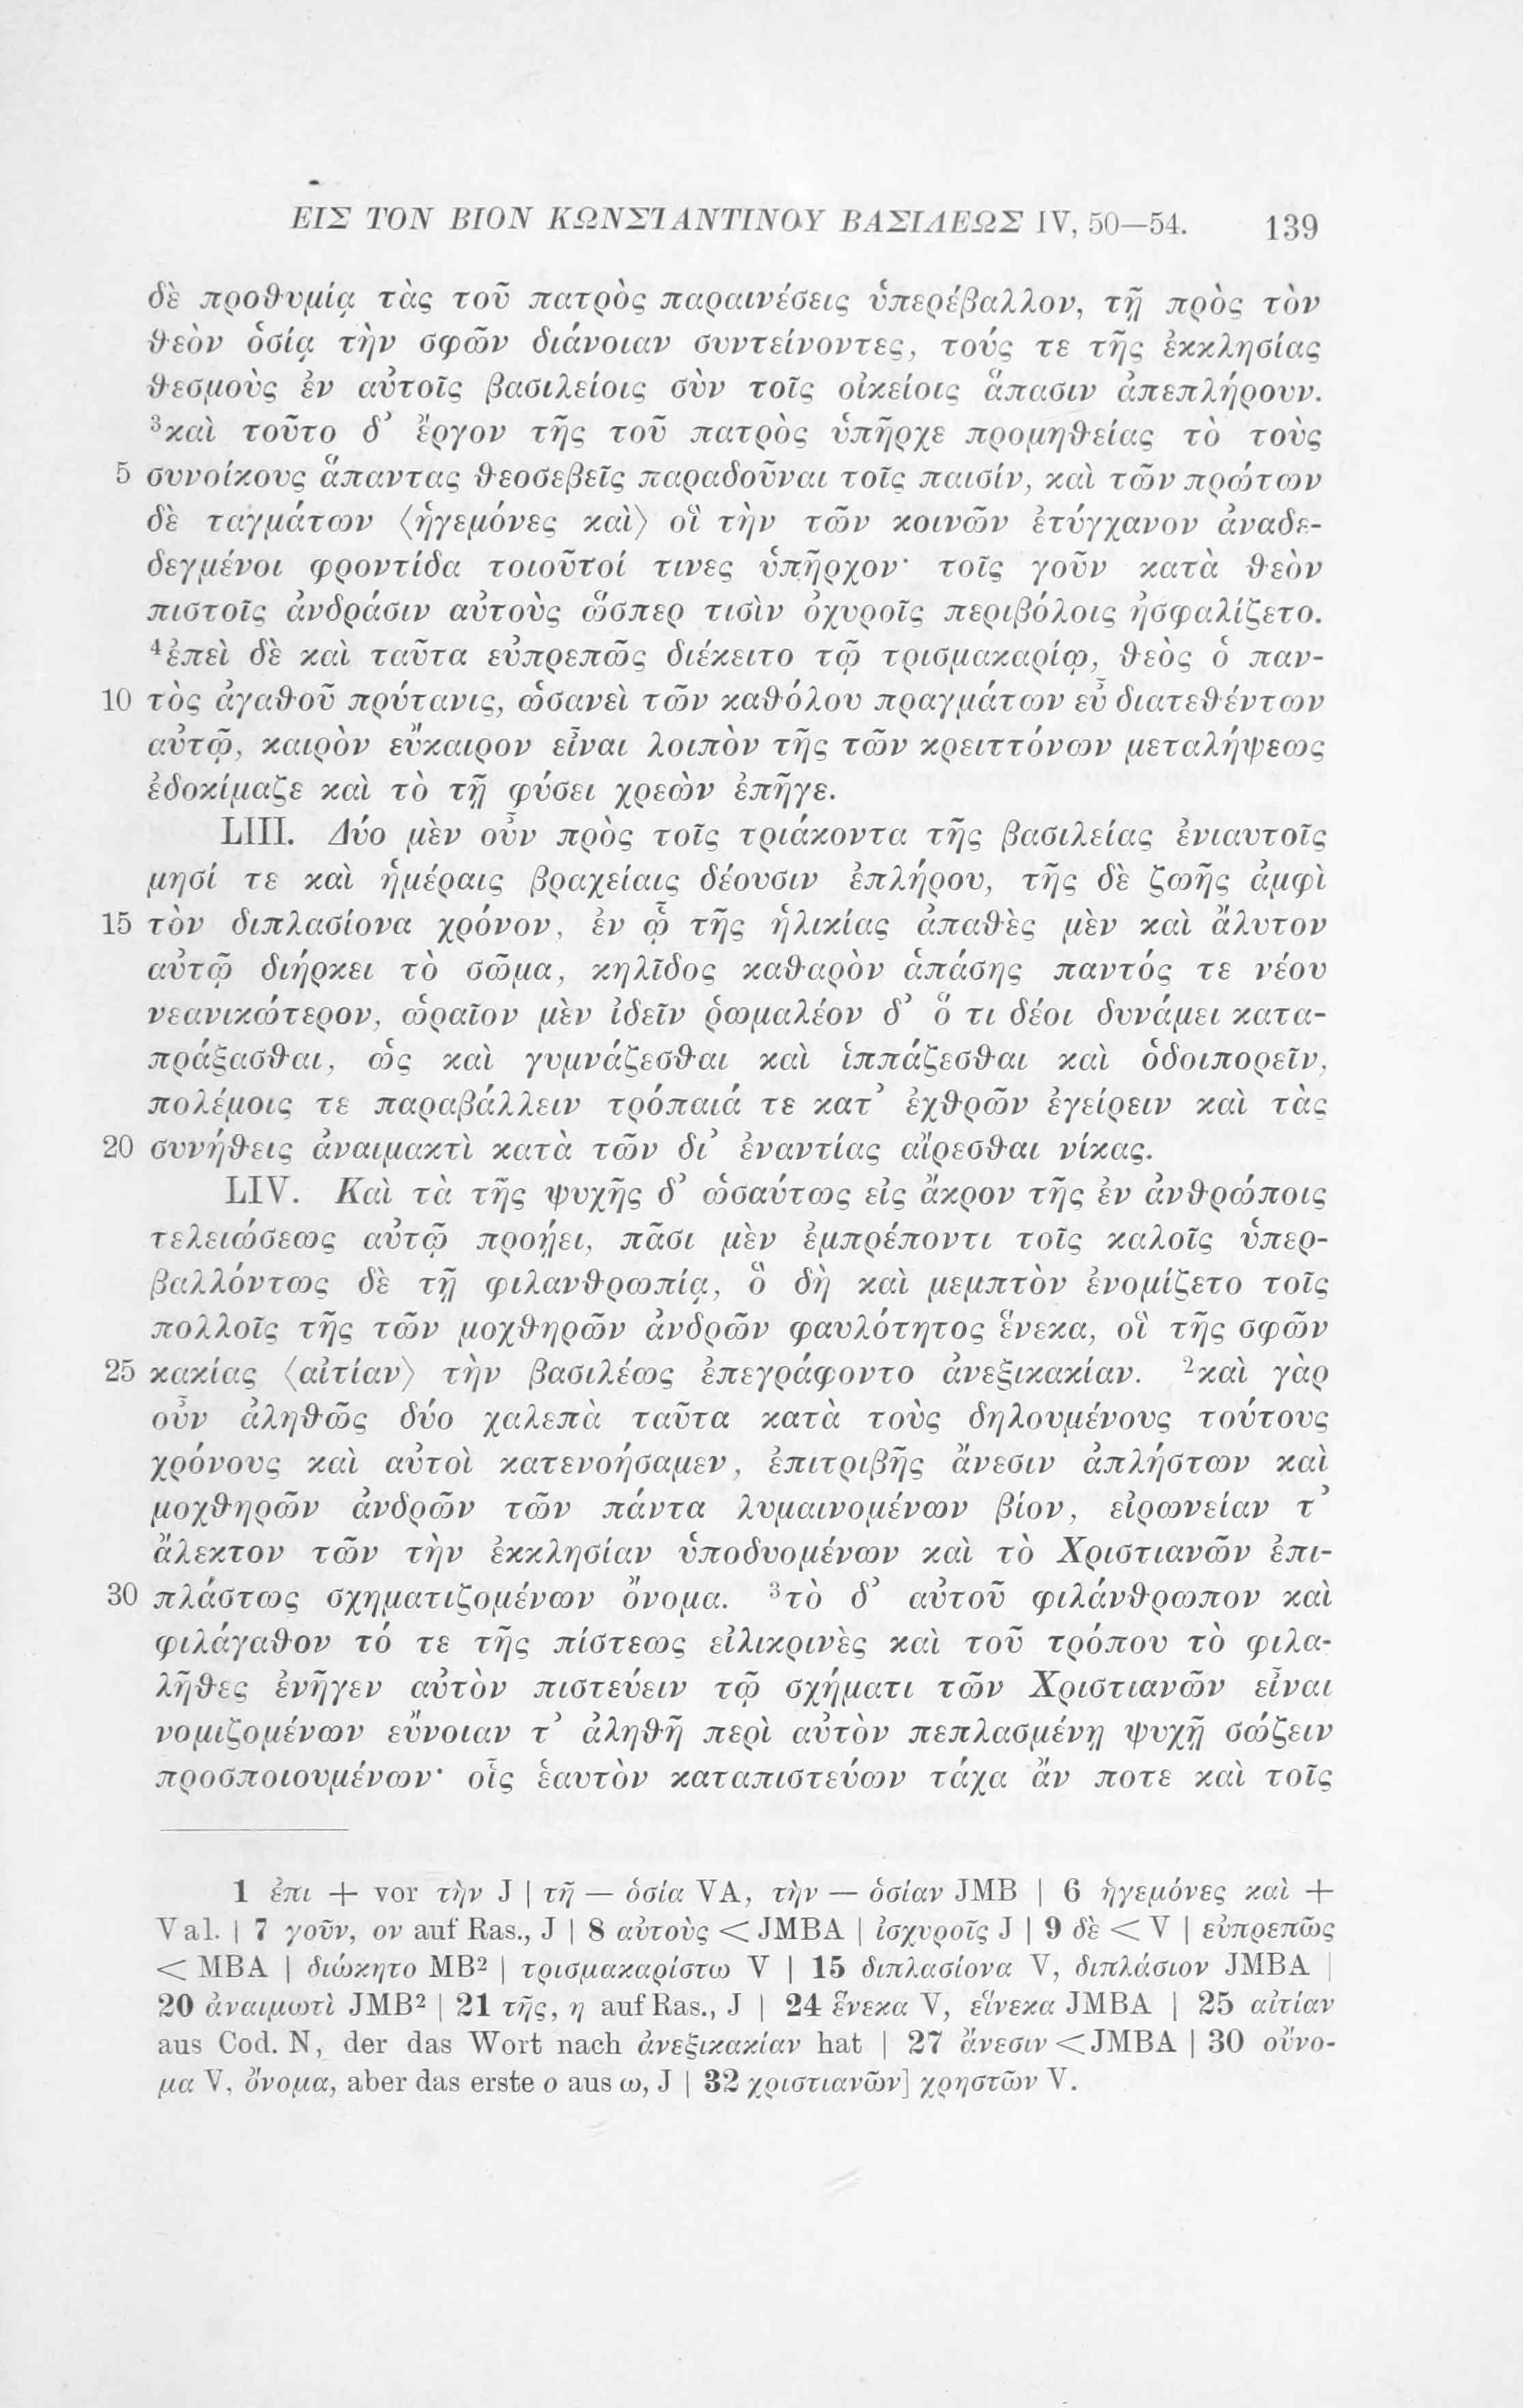 ΕΙΣ ΤΟΝ ΒΙΟΝ ΚΩΝΣΤΑΝΤΙΝΟΥ ΒΑΣΙΛΕΩΣ IV, 50—54. 139
δὲ προθυμίᾳ τὰς τοῦ πατρὸς παραινέσεις ὑπερέβαλλον, τῇ πρὸς τὸν
θεὸν ὁσίᾳ τὴν σφῶν διάνοιαν συντείνοντες, τούς τε τῆς ἐκκλησίας
θεσμοὺς ἐν αὐτοῖς βασιλείοις σὺν τοῖς οἰκείοις ἅπασιν ἀπεπλήρουν.
³καὶ τοῦτο δ’ ἔργον τῆς τοῦ πατρὸς ὑπῆρχε προμηθείας τὸ τοὺς
5 συνοίκους ἅπαντας θεοσεβεῖς παραδοῦναι τοῖς παισίν, καὶ τῶν πρώτων
δὲ ταγμάτων ⟨ἡγεμόνες καὶ⟩ οἳ τὴν τῶν κοινῶν ἐτύγχανον ἀναδε-
δεγμένοι φροντίδα τοιοῦτοί τινες ὑπῆρχον· τοῖς γοῦν κατὰ θεὸν
πιστοῖς ἀνδράσιν αὐτοὺς ὥσπερ τισὶν ὀχυροῖς περιβόλοις ἠσφαλίζετο.
⁴ἐπεὶ δὲ καὶ ταῦτα εὐπρεπῶς διέκειτο τῷ τρισμακαρίῳ, θεὸς ὁ παν-
10 τὸς ἀγαθοῦ πρύτανις, ὡσανεὶ τῶν καθόλου πραγμάτων εὖ διατεθέντων
αὐτῷ, καιρὸν εὔκαιρον εἶναι λοιπὸν τῆς τῶν κρειττόνων μεταλήψεως
ἐδοκίμαζε καὶ τὸ τῇ φύσει χρεὼν ἐπῆγε.
LIII. Δύο μὲν οὖν πρὸς τοῖς τριάκοντα τῆς βασιλείας ἐνιαυτοῖς
μησί τε καὶ ἡμέραις βραχείαις δέουσιν ἐπλήρου, τῆς δὲ ζωῆς ἀμφὶ
15 τὸν διπλασίονα χρόνον, ἐν ᾧ τῆς ἡλικίας ἀπαθὲς μὲν καὶ ἄλυτον
αὐτῷ διήρκει τὸ σῶμα, κηλῖδος καθαρὸν ἁπάσης παντός τε νέου
νεανικώτερον, ὡραῖον μὲν ἰδεῖν ῥωμαλέον δ’ ὅ τι δέοι δυνάμει κατα-
πράξασθαι, ὡς καὶ γυμνάζεσθαι καὶ ἱππάζεσθαι καὶ ὁδοιπορεῖν,
πολέμοις τε παραβάλλειν τρόπαιά τε κατ’ ἐχθρῶν ἐγείρειν καὶ τὰς
20 συνήθεις ἀναιμακτὶ κατὰ τῶν δι’ ἐναντίας αἴρεσθαι νίκας.
LIV. Καὶ τὰ τῆς ψυχῆς δ’ ὡσαύτως εἰς ἄκρον τῆς ἐν ἀνθρώποις
τελειώσεως αὐτῷ προῄει, πᾶσι μὲν ἐμπρέποντι τοῖς καλοῖς ὑπερ-
βαλλόντως δὲ τῇ φιλανθρωπίᾳ, ὃ δὴ καὶ μεμπτὸν ἐνομίζετο τοῖς
πολλοῖς τῆς τῶν μοχθηρῶν ἀνδρῶν φαυλότητος ἕνεκα, οἳ τῆς σφῶν
25 κακίας ⟨αἰτίαν⟩ τὴν βασιλέως ἐπεγράφοντο ἀνεξικακίαν. ²καὶ γὰρ
οὖν ἀληθῶς δύο χαλεπὰ ταῦτα κατὰ τοὺς δηλουμένους τούτους
χρόνους καὶ αὐτοὶ κατενοήσαμεν, ἐπιτριβῆς ἄνεσιν ἀπλήστων καὶ
μοχθηρῶν ἀνδρῶν τῶν πάντα λυμαινομένων βίον, εἰρωνείαν τ’
ἄλεκτον τῶν τὴν ἐκκλησίαν ὑποδυομένων καὶ τὸ Χριστιανῶν ἐπι-
30 πλάστως σχηματιζομένων ὄνομα. ³τὸ δ’ αὐτοῦ φιλάνθρωπον καὶ
φιλάγαθον τό τε τῆς πίστεως εἰλικρινὲς καὶ τοῦ τρόπου τὸ φιλα-
ληθες ἐνῆγεν αὐτὸν πιστεύειν τῷ σχήματι τῶν Χριστιανῶν εἶναι
νομιζομένων εὔνοιαν τ’ ἀληθῆ περὶ αὐτὸν πεπλασμένῃ ψυχῇ σώζειν
προσποιουμένων· οἷς ἑαυτὸν καταπιστεύων τάχα ἄν ποτε καὶ τοῖς
1 ἐπι + vor τὴν J | τῇ — ὁσία VA, τὴν — ὁσίαν JMB | 6 ἡγεμόνες καὶ +
Val. | 7 γοῦν, ον auf Ras., J | 8 αὐτοὺς < JMBA | ἰσχυροῖς J | 9 δὲ < V | εὐπρεπῶς
< MBA | διώκητο MB² | τρισμακαρίστω V | 15 διπλασίονα V, διπλάσιον JMBA |
20 ἀναιμωτὶ JMB² | 21 τῆς, η auf Ras., J | 24 ἕνεκα V, εἵνεκα JMBA | 25 αἰτίαν
aus Cod. N, der das Wort nach ἀνεξικακίαν hat | 27 ἄνεσιν < JMBA | 30 οὔνο-
μα V, ὄνομα, aber das erste ο aus ω, J | 32 χριστιανῶν] χρηστῶν V.